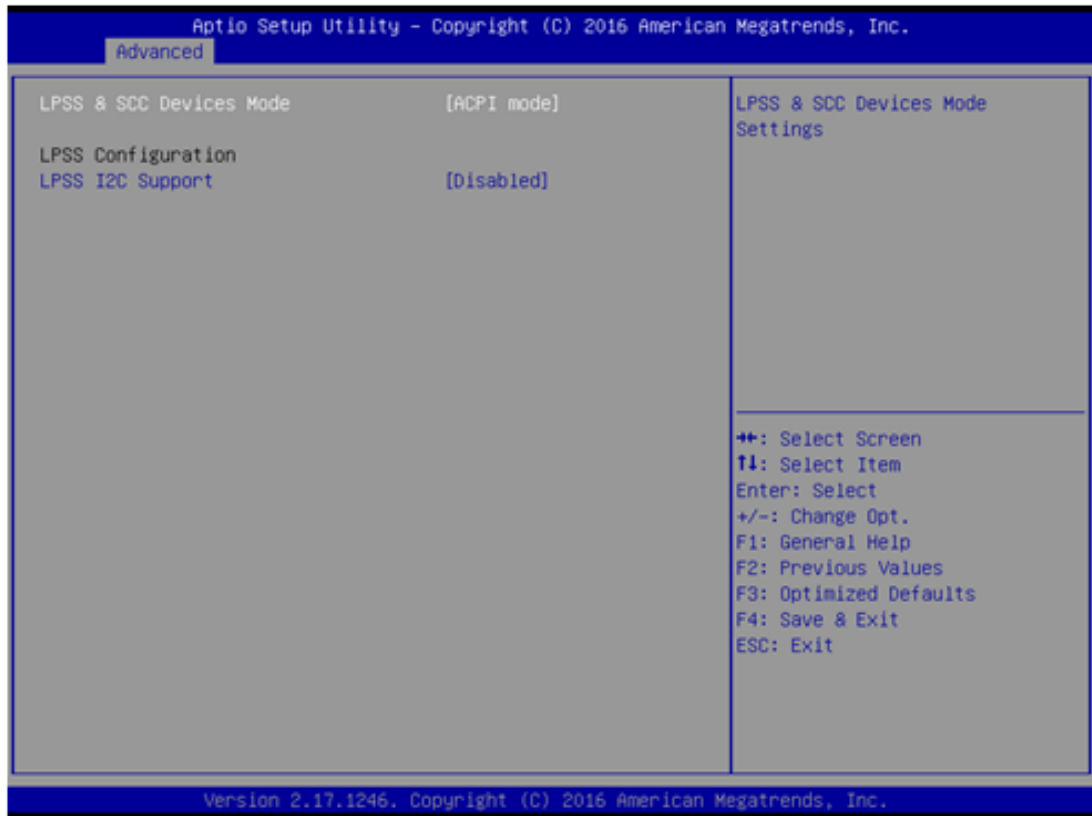 Aptio Setup Utility – Copyright (C) 2016 American Megatrends, Inc.
Advanced
LPSS & SCC Devices Mode [ACPI mode]
LPSS Configuration
LPSS I2C Support [Disabled]
LPSS & SCC Devices Mode
Settings
→←: Select Screen
↑↓: Select Item
Enter: Select
+/-: Change Opt.
F1: General Help
F2: Previous Values
F3: Optimized Defaults
F4: Save & Exit
ESC: Exit
Version 2.17.1246. Copyright (C) 2016 American Megatrends, Inc.